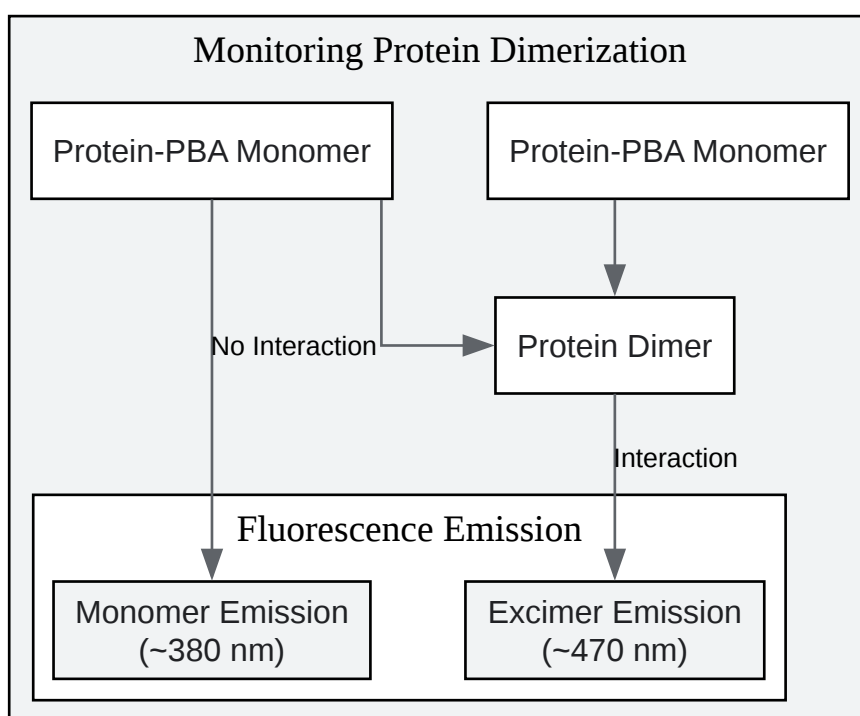 Monitoring Protein Dimerization
Protein-PBA Monomer
Protein-PBA Monomer
No Interaction
Protein Dimer
Interaction
Fluorescence Emission
Monomer Emission
(~380 nm)
Excimer Emission
(~470 nm)